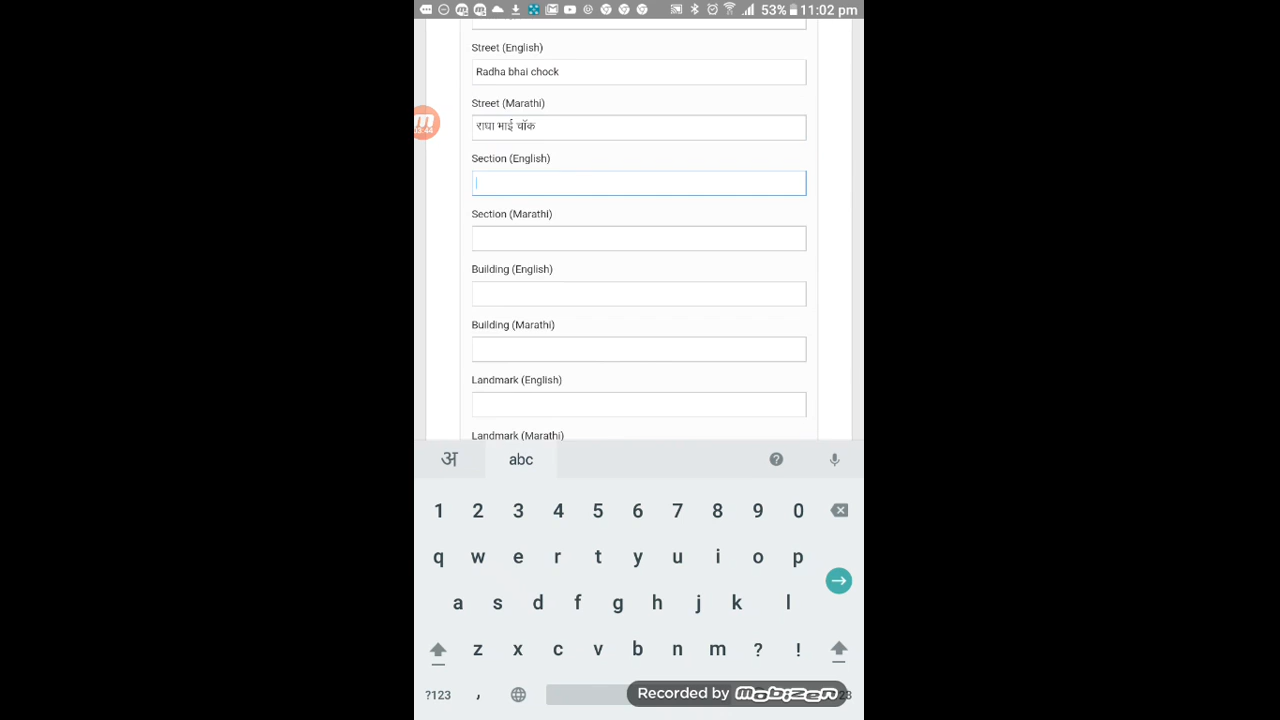 53% 11:02 pm
Street (English)
Radha bhai chock
Street (Marathi)
राधा भाई चॉक
Section (English)
Section (Marathi)
Building (English)
Building (Marathi)
Landmark (English)
Landmark (Marathi)
अ abc ?
1 2 3 4 5 6 7 8 9 0
q w e r t y u i o p
a s d f g h j k l
z x c v b n m ? !
?123 ,
Recorded by mobizen